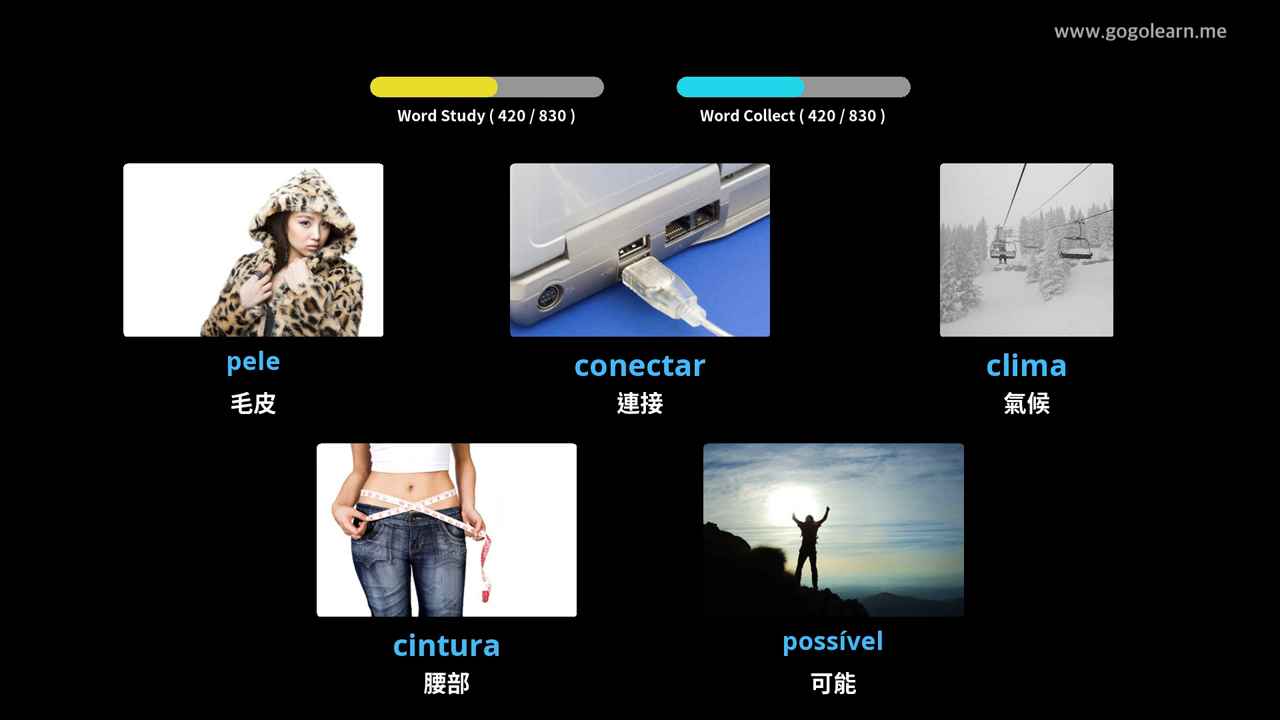 www.gogolearn.me
Word Study ( 420 / 830 )
Word Collect ( 420 / 830 )
pele
毛皮
conectar
連接
clima
氣候
cintura
腰部
possível
可能